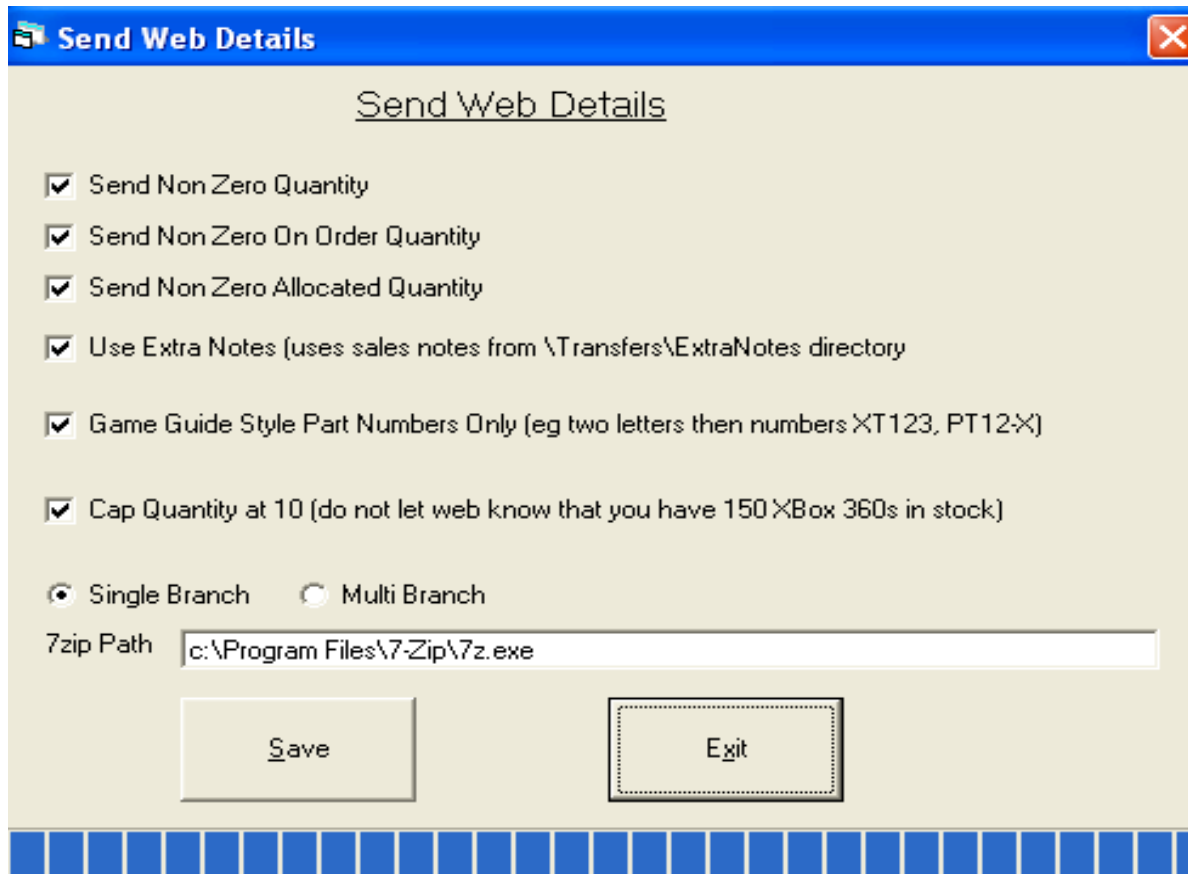 Send Web Details
Send Web Details
Send Non Zero Quantity
Send Non Zero On Order Quantity
Send Non Zero Allocated Quantity
Use Extra Notes (uses sales notes from \Transfers\ExtraNotes directory
Game Guide Style Part Numbers Only (eg two letters then numbers XT123, PT12-X)
Cap Quantity at 10 (do not let web know that you have 150 XBox 360s in stock)
Single Branch Multi Branch
7zip Path c:\Program Files\7-Zip\7z.exe
Save Exit